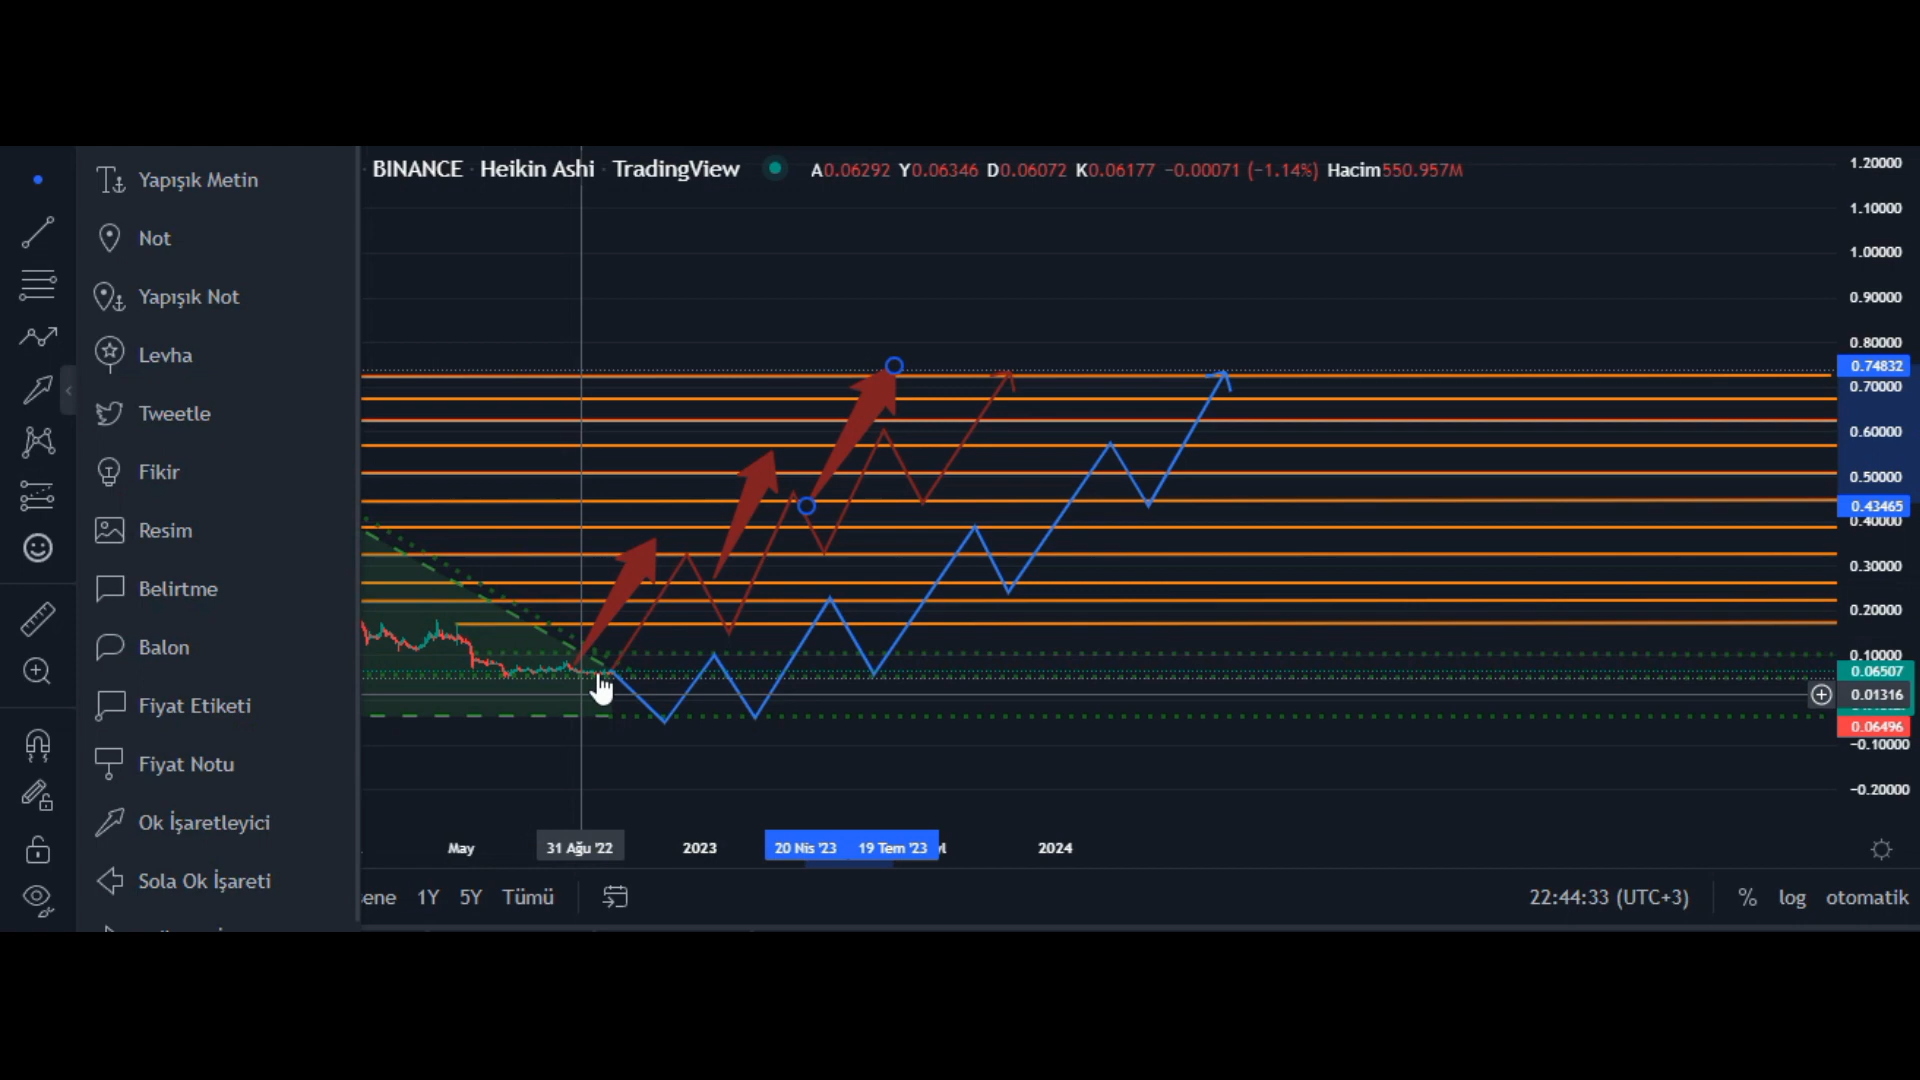 BINANCE · Heikin Ashi · TradingView
A0.06292 Y0.06346 D0.06072 K0.06177 −0.00071 (−1.14%) Hacim550.957M
Yapışık Metin
Not
Yapışık Not
Levha
Tweetle
Fikir
Resim
Belirtme
Balon
Fiyat Etiketi
Fiyat Notu
Ok İşaretleyici
Sola Ok İşareti
1.20000
1.10000
1.00000
0.90000
0.80000
0.74832
0.70000
0.60000
0.50000
0.43465
0.40000
0.30000
0.20000
0.10000
0.06507
0.01316
0.06496
−0.10000
−0.20000
May
31 Ağu '22
2023
20 Nis '23
19 Tem '23
2024
1Y 5Y Tümü
22:44:33 (UTC+3)
% log otomatik